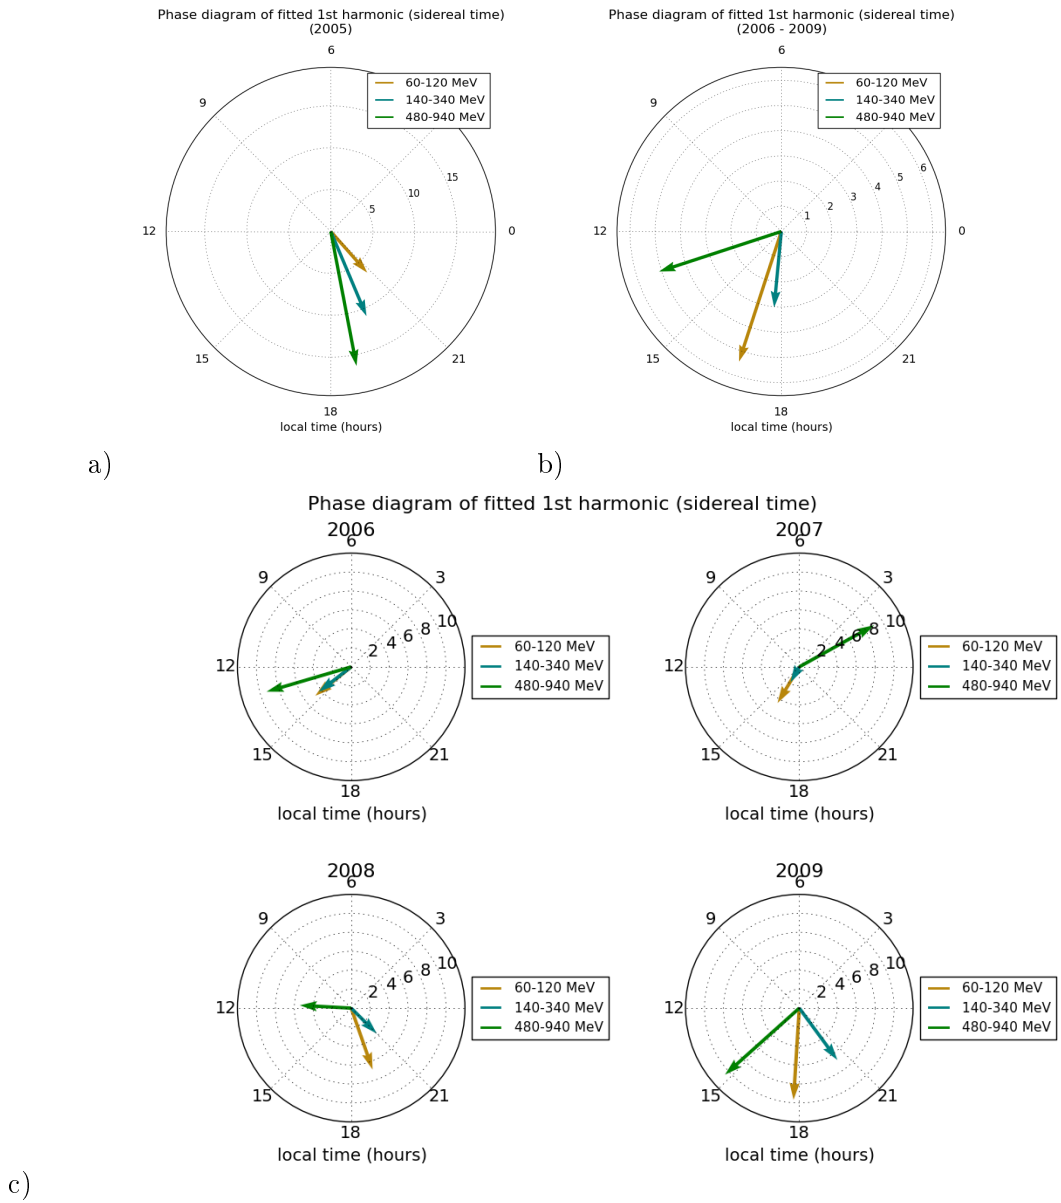 Phase diagram of fitted 1st harmonic (sidereal time)
(2005)
6
60-120 MeV
140-340 MeV
480-940 MeV
9
15
10
5
12
0
15
21
18
local time (hours)
a)
Phase diagram of fitted 1st harmonic (sidereal time)
(2006 - 2009)
6
60-120 MeV
140-340 MeV
480-940 MeV
9
6
5
4
3
2
1
12
0
15
21
18
local time (hours)
b)
Phase diagram of fitted 1st harmonic (sidereal time)
2006
6
9
3
2 4 6 8 10
12
60-120 MeV
140-340 MeV
480-940 MeV
15
21
18
local time (hours)
2007
6
9
3
2 4 6 8 10
12
60-120 MeV
140-340 MeV
480-940 MeV
15
21
18
local time (hours)
2008
6
9
3
2 4 6 8 10
12
60-120 MeV
140-340 MeV
480-940 MeV
15
21
18
local time (hours)
2009
6
9
3
2 4 6 8 10
12
60-120 MeV
140-340 MeV
480-940 MeV
15
21
18
local time (hours)
c)